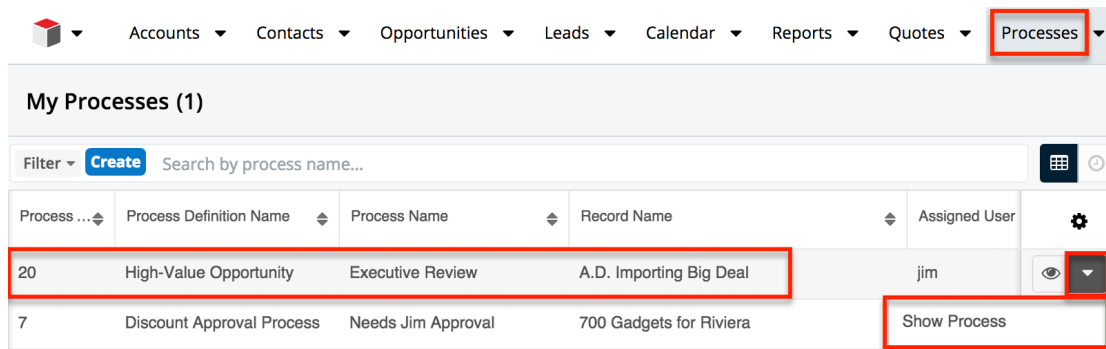 Accounts Contacts Opportunities Leads Calendar Reports Quotes Processes
My Processes (1)
Filter Create Search by process name...
Process ... Process Definition Name Process Name Record Name Assigned User
20 High-Value Opportunity Executive Review A.D. Importing Big Deal jim
7 Discount Approval Process Needs Jim Approval 700 Gadgets for Riviera Show Process